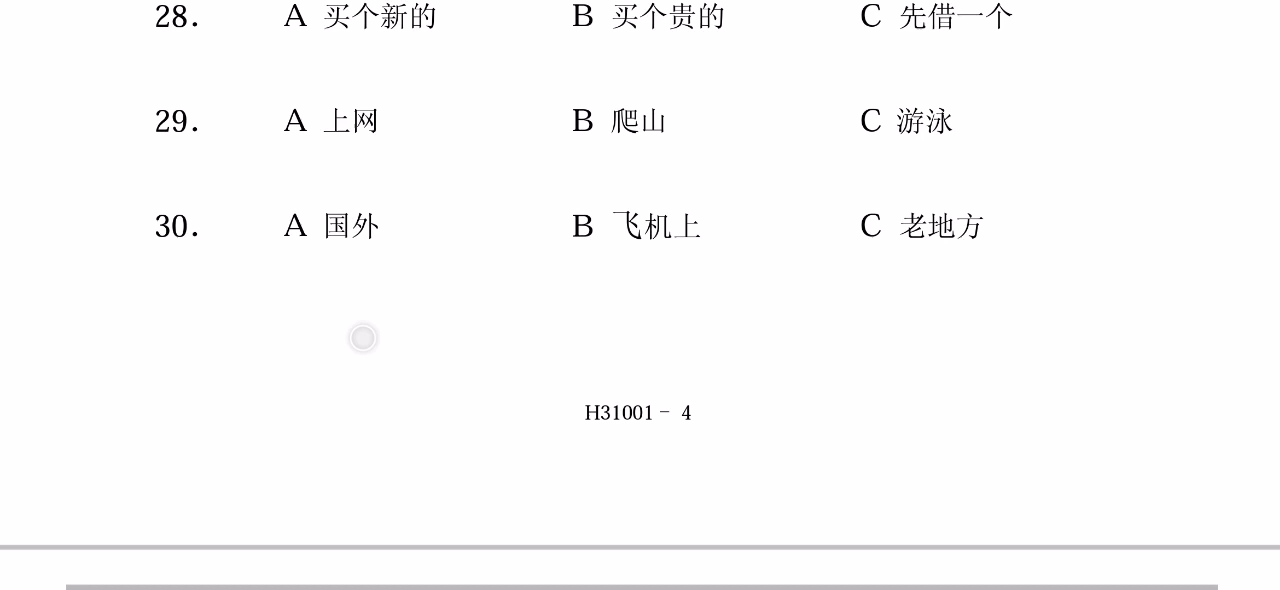 28. A 买个新的 B 买个贵的 C 先借一个
29. A 上网 B 爬山 C 游泳
30. A 国外 B 飞机上 C 老地方
H31001 - 4